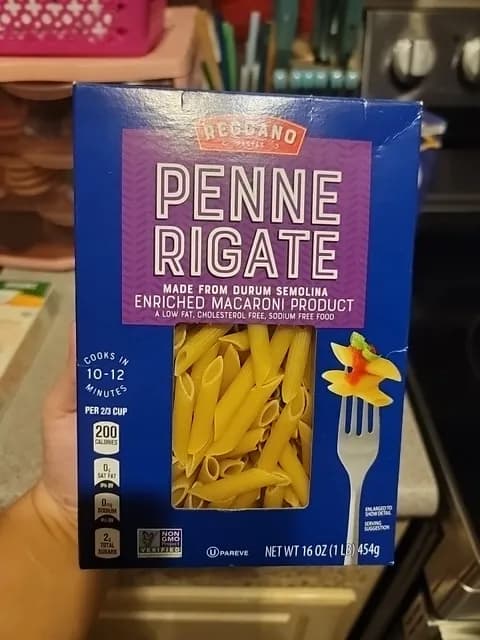 REGGANO
PENNE
RIGATE
MADE FROM DURUM SEMOLINA
ENRICHED MACARONI PRODUCT
A LOW FAT, CHOLESTEROL FREE, SODIUM FREE FOOD
COOKS IN
10-12
MINUTES
PER 2/3 CUP
200
CALORIES
0g
SAT FAT
0mg
SODIUM
2g
TOTAL
SUGARS
NON
GMO
Project
VERIFIED
U PAREVE
ENLARGED TO
SHOW DETAIL
SERVING
SUGGESTION
NET WT 16 OZ (1 LB) 454g